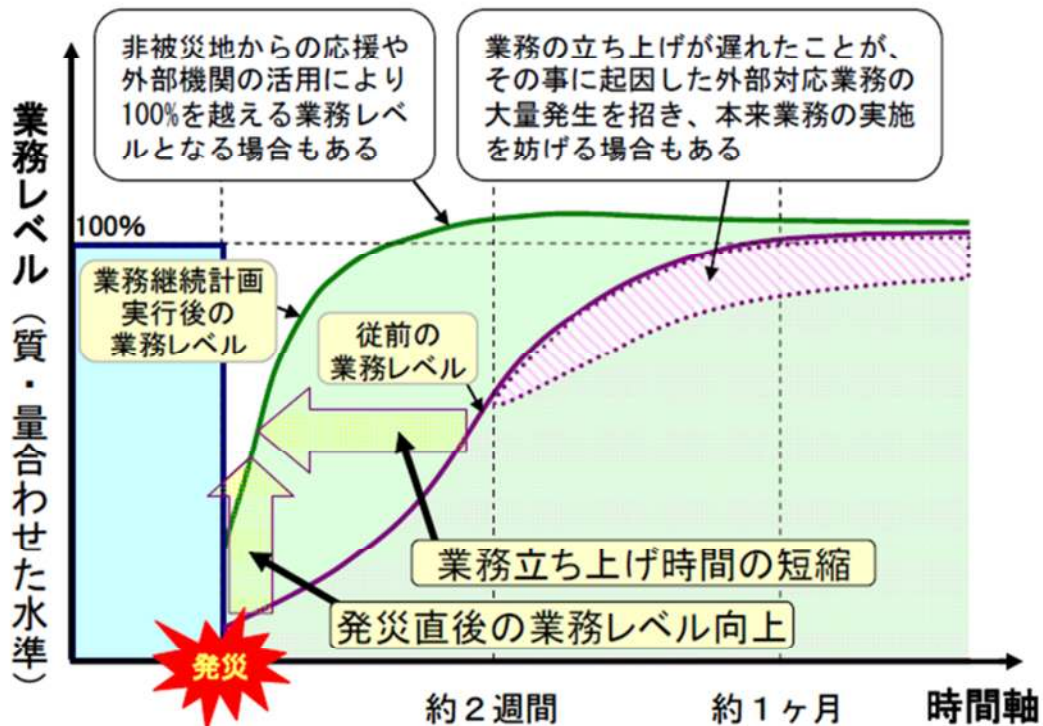 非被災地からの応援や
外部機関の活用により
100%を越える業務レベ
ルとなる場合もある
業務の立ち上げが遅れたことが、
その事に起因した外部対応業務の
大量発生を招き、本来業務の実施
を妨げる場合もある
業務レベル（質・量合わせた水準）
100%
業務継続計画
実行後の
業務レベル
従前の
業務レベル
業務立ち上げ時間の短縮
発災直後の業務レベル向上
発災
約２週間
約１ヶ月
時間軸